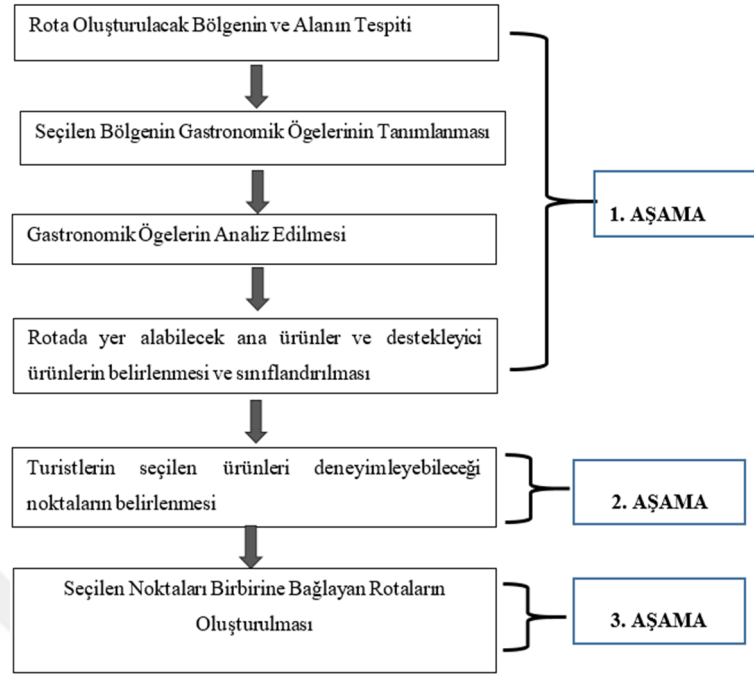 Rota Oluşturulacak Bölgenin ve Alanın Tespiti
Seçilen Bölgenin Gastronomik Ögelerinin Tanımlanması
1. AŞAMA
Gastronomik Ögelerin Analiz Edilmesi
Rotada yer alabilecek ana ürünler ve destekleyici
ürünlerin belirlenmesi ve sınıflandırılması
Turistlerin seçilen ürünleri deneyimleyebileceği
noktaların belirlenmesi
2. AŞAMA
Seçilen Noktaları Birbirine Bağlayan Rotaların
Oluşturulması
3. AŞAMA